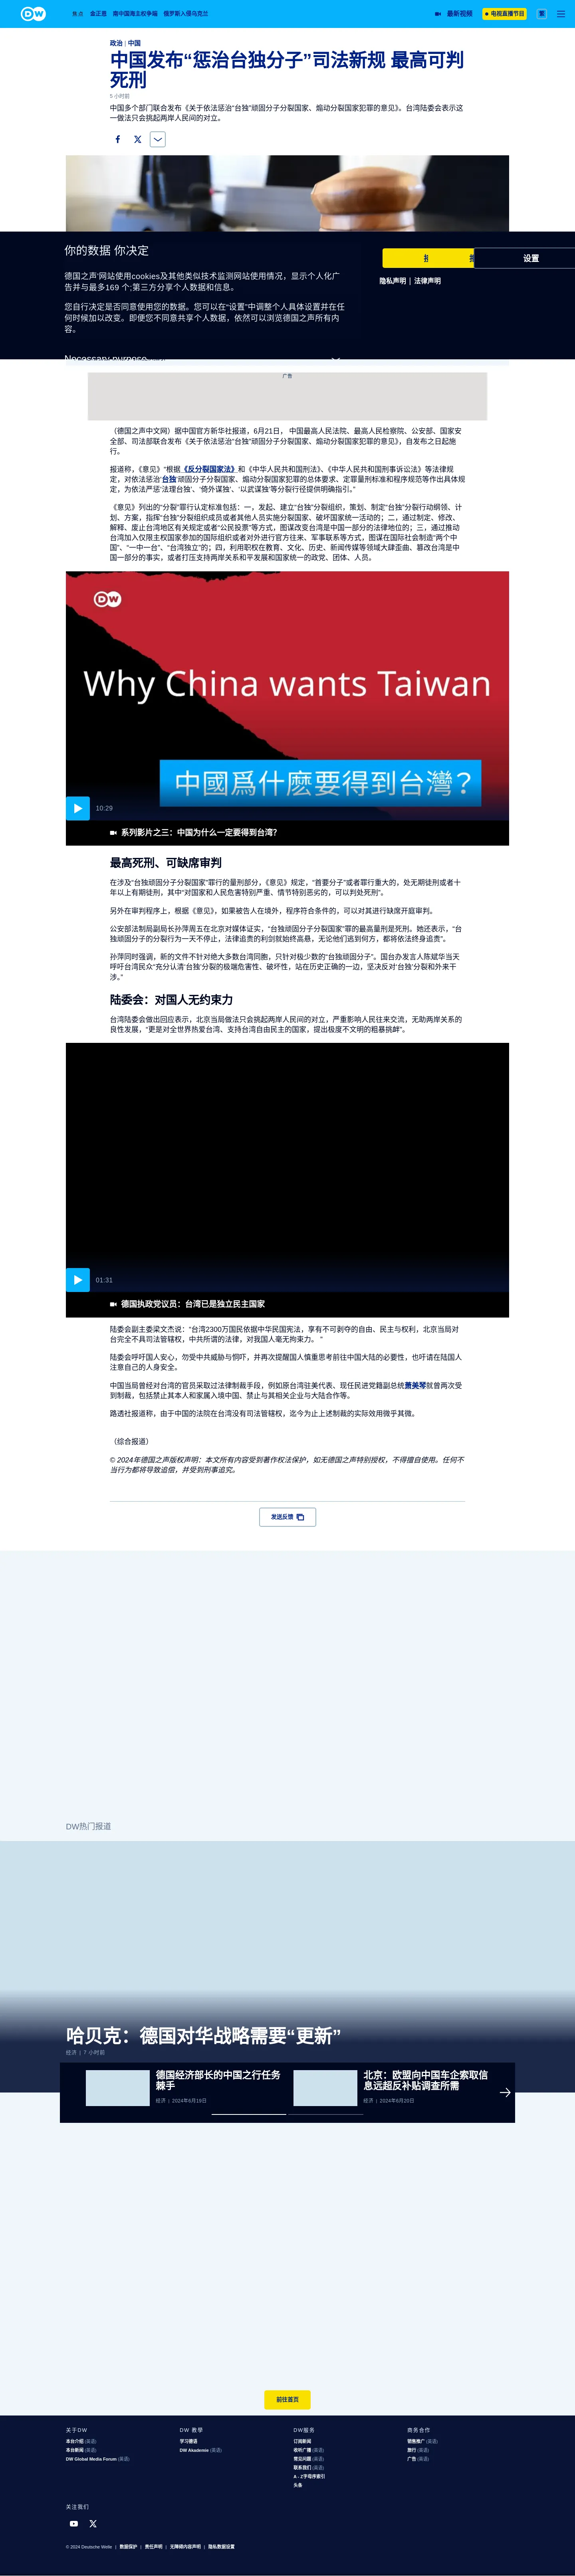 DW
热点 金正恩 南中国海主权争端 俄罗斯入侵乌克兰
最新视频 电视直播节目 繁
政治 | 中国
中国发布“惩治台独分子”司法新规 最高可判
死刑
5 小时前
中国多个部门联合发布《关于依法惩治“台独”顽固分子分裂国家、煽动分裂国家犯罪的意见》。台湾陆委会表示这
一做法只会挑起两岸人民间的对立。
你的数据 你决定
德国之声'网站使用cookies及其他类似技术监测网站使用情况，显示个人化广
告并与最多169 个;第三方分享个人数据和信息。
您自行决定是否同意使用您的数据。您可以在“设置”中调整个人具体设置并在任
何时候加以改变。即便您不同意共享个人数据，依然可以浏览德国之声所有内
容。
Necessary purpose
设置
隐私声明 | 法律声明
广告
（德国之声中文网）据中国官方新华社报道，6月21日， 中国最高人民法院、最高人民检察院、公安部、国家安
全部、司法部联合发布《关于依法惩治“台独”顽固分子分裂国家、煽动分裂国家犯罪的意见》，自发布之日起施
行。
报道称，《意见》“根据《反分裂国家法》和《中华人民共和国刑法》、《中华人民共和国刑事诉讼法》等法律规
定，对依法惩治‘台独’顽固分子分裂国家、煽动分裂国家犯罪的总体要求、定罪量刑标准和程序规范等作出具体规
定，为依法严惩‘法理台独’、‘倚外谋独’、‘以武谋独’等分裂行径提供明确指引。”
《意见》列出的“分裂”罪行认定标准包括：一，发起、建立“台独”分裂组织，策划、制定“台独”分裂行动纲领、计
划、方案，指挥“台独”分裂组织成员或者其他人员实施分裂国家、破坏国家统一活动的；二，通过制定、修改、
解释、废止台湾地区有关规定或者“公民投票”等方式，图谋改变台湾是中国一部分的法律地位的；三，通过推动
台湾加入仅限主权国家参加的国际组织或者对外进行官方往来、军事联系等方式，图谋在国际社会制造“两个中
国”、“一中一台”、“台湾独立”的；四，利用职权在教育、文化、历史、新闻传媒等领域大肆歪曲、篡改台湾是中
国一部分的事实，或者打压支持两岸关系和平发展和国家统一的政党、团体、人员。
DW
Why China wants Taiwan
中國爲什麽要得到台灣？
10:29
系列影片之三：中国为什么一定要得到台湾？
最高死刑、可缺席审判
在涉及“台独顽固分子分裂国家”罪行的量刑部分，《意见》规定，“首要分子”或者罪行重大的，处无期徒刑或者十
年以上有期徒刑，其中“对国家和人民危害特别严重、情节特别恶劣的，可以判处死刑”。
另外在审判程序上，根据《意见》，如果被告人在境外，程序符合条件的，可以对其进行缺席开庭审判。
公安部法制局副局长孙萍周五在北京对媒体证实，“台独顽固分子分裂国家”罪的最高量刑是死刑。她还表示，“台
独顽固分子的分裂行为一天不停止，法律追责的利剑就始终高悬，无论他们逃到何方，都将依法终身追责”。
孙萍同时强调，新的文件不针对绝大多数台湾同胞，只针对极少数的“台独顽固分子”。国台办发言人陈斌华当天
呼吁台湾民众“充分认清‘台独’分裂的极端危害性、破坏性，站在历史正确的一边，坚决反对‘台独’分裂和外来干
涉。”
陆委会：对国人无约束力
台湾陆委会做出回应表示，北京当局做法只会挑起两岸人民间的对立，严重影响人民往来交流，无助两岸关系的
良性发展，“更是对全世界热爱台湾、支持台湾自由民主的国家，提出极度不文明的粗暴挑衅”。
01:31
德国执政党议员：台湾已是独立民主国家
陆委会副主委梁文杰说：“台湾2300万国民依据中华民国宪法，享有不可剥夺的自由、民主与权利，北京当局对
台完全不具司法管辖权，中共所谓的法律，对我国人毫无拘束力。 ”
陆委会呼吁国人安心，勿受中共威胁与恫吓，并再次提醒国人慎重思考前往中国大陆的必要性，也吁请在陆国人
注意自己的人身安全。
中国当局曾经对台湾的官员采取过法律制裁手段，例如原台湾驻美代表、现任民进党籍副总统萧美琴就曾两次受
到制裁，包括禁止其本人和家属入境中国、禁止与其相关企业与大陆合作等。
路透社报道称，由于中国的法院在台湾没有司法管辖权，迄今为止上述制裁的实际效用微乎其微。
（综合报道）
© 2024年德国之声版权声明：本文所有内容受到著作权法保护，如无德国之声特别授权，不得擅自使用。任何不
当行为都将导致追偿，并受到刑事追究。
发送反馈
DW热门报道
哈贝克：德国对华战略需要“更新”
经济 | 7 小时前
德国经济部长的中国之行任务
棘手
经济 | 2024年6月19日
北京：欧盟向中国车企索取信
息远超反补贴调查所需
经济 | 2024年6月20日
前往首页
关于DW
本台介绍 (英语)
本台新闻 (英语)
DW Global Media Forum (英语)
DW 教學
学习德语
DW Akademie (英语)
DW服务
订阅新闻
收听广播 (英语)
常见问题 (英语)
联系我们 (英语)
A - Z字母序索引
头条
商务合作
销售推广 (英语)
旅行 (英语)
广告 (英语)
关注我们
© 2024 Deutsche Welle | 数据保护 | 责任声明 | 无障碍内容声明 | 隐私数据设置